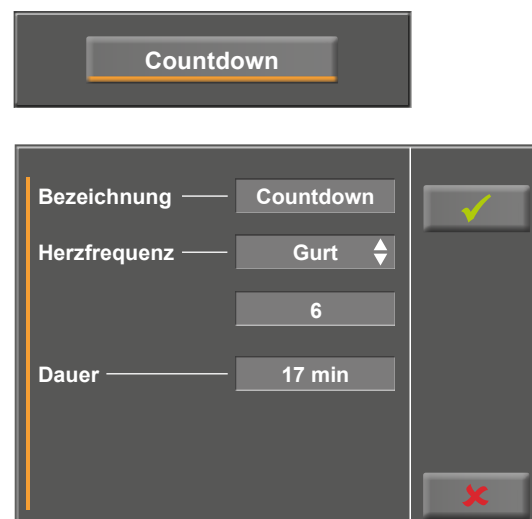 Countdown
Bezeichnung Countdown
Herzfrequenz Gurt
6
Dauer 17 min